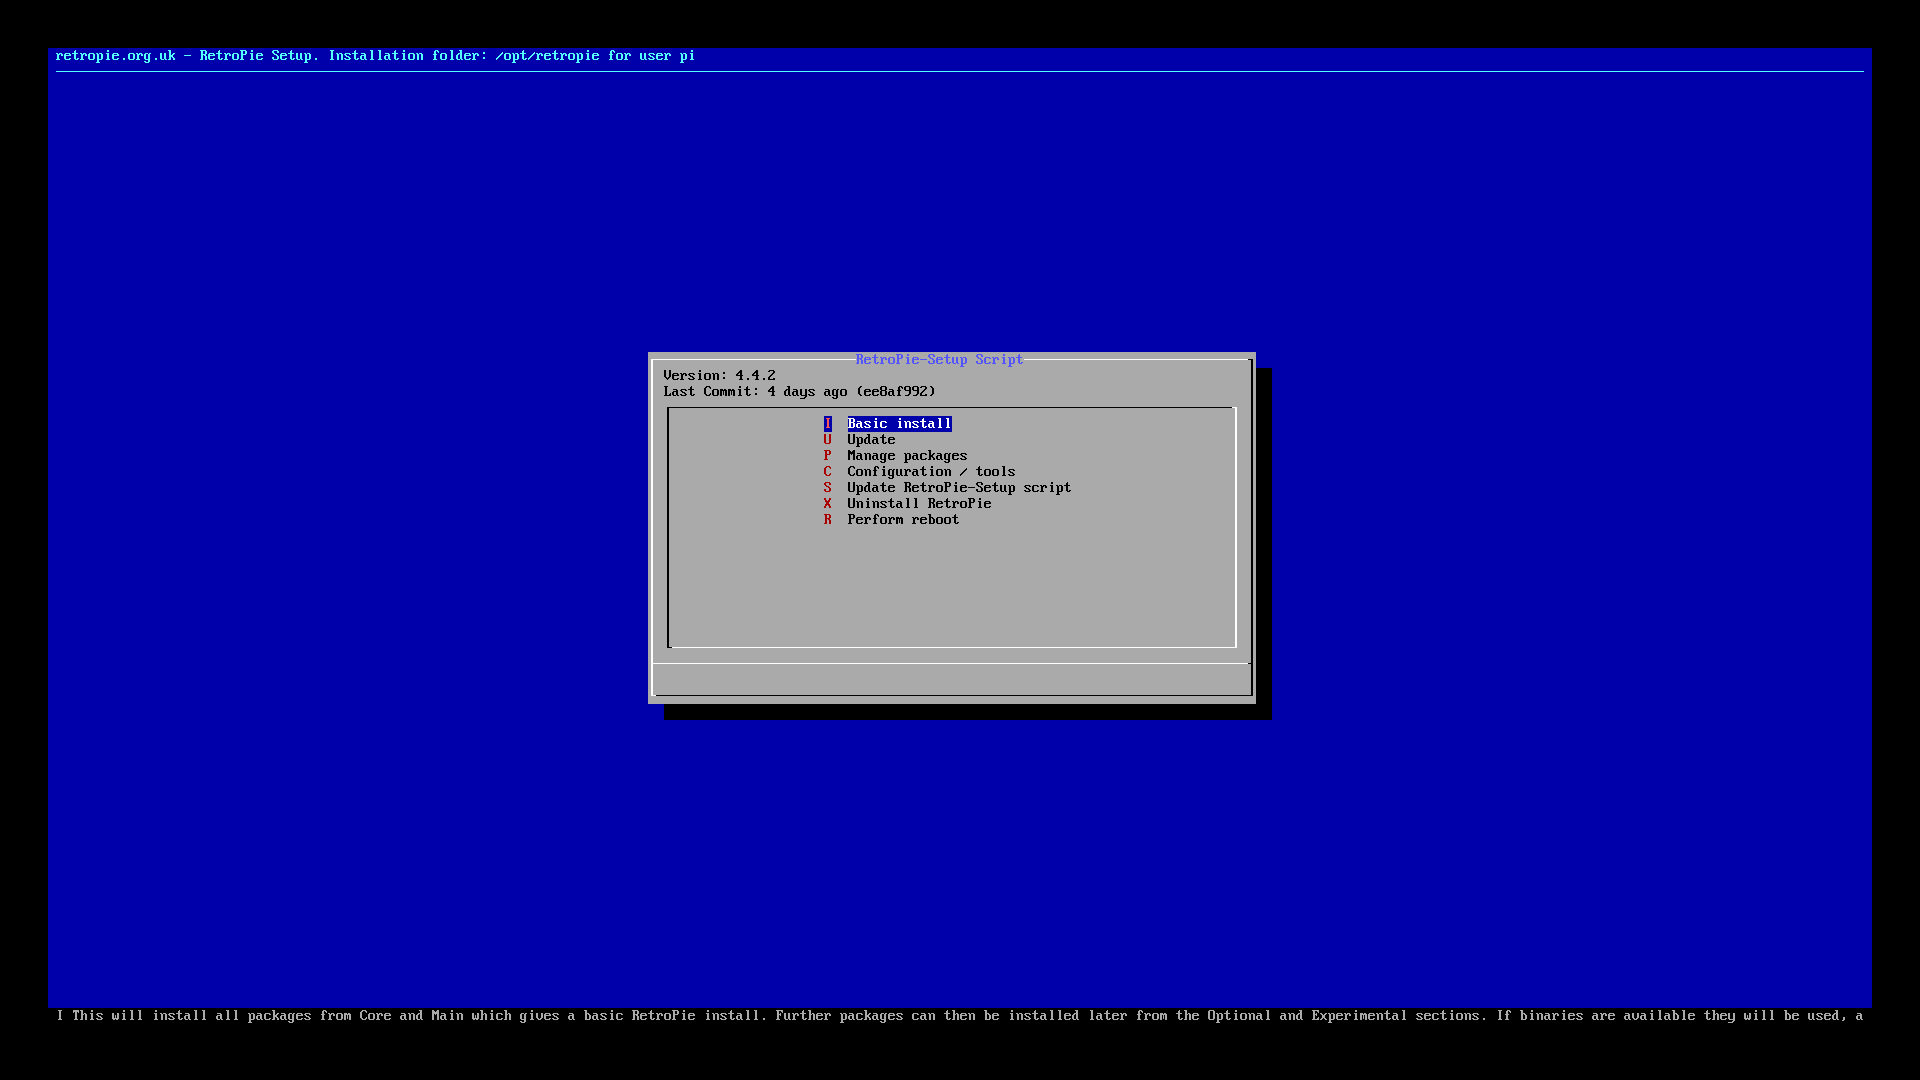 retropie.org.uk - RetroPie Setup. Installation folder: /opt/retropie for user pi
RetroPie-Setup Script
Version: 4.4.2
Last Commit: 4 days ago (ee8af992)
I Basic install
U Update
P Manage packages
C Configuration / tools
S Update RetroPie-Setup script
X Uninstall RetroPie
R Perform reboot
I This will install all packages from Core and Main which gives a basic RetroPie install. Further packages can then be installed later from the Optional and Experimental sections. If binaries are available they will be used, a